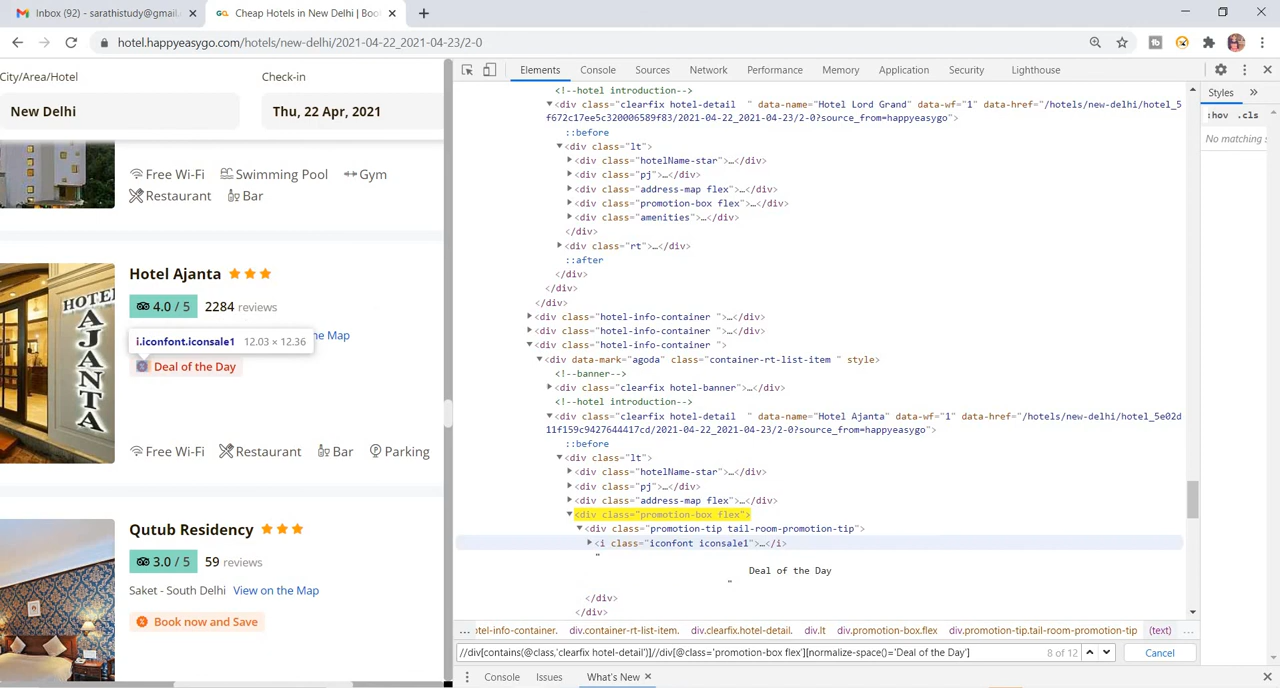 Inbox (92) - sarathistudy@gmail.
Cheap Hotels in New Delhi | Boo
hotel.happyeasygo.com/hotels/new-delhi/2021-04-22_2021-04-23/2-0
City/Area/Hotel Check-in
New Delhi Thu, 22 Apr, 2021
Free Wi-Fi Swimming Pool Gym
Restaurant Bar
Hotel Ajanta
4.0 / 5 2284 reviews
i.iconfont.iconsale1 12.03 × 12.36
he Map
Deal of the Day
HOTEL
AJANTA
Free Wi-Fi Restaurant Bar Parking
Qutub Residency
3.0 / 5 59 reviews
Saket - South Delhi View on the Map
Book now and Save
Elements Console Sources Network Performance Memory Application Security Lighthouse
<!--hotel introduction-->
<div class="clearfix hotel-detail  " data-name="Hotel Lord Grand" data-wf="1" data-href="/hotels/new-delhi/hotel_5
f672c17ee5c320006589f83/2021-04-22_2021-04-23/2-0?source_from=happyeasygo">
::before
<div class="lt">
<div class="hotelName-star">…</div>
<div class="pj">…</div>
<div class="address-map flex">…</div>
<div class="promotion-box flex">…</div>
<div class="amenities">…</div>
</div>
<div class="rt">…</div>
::after
</div>
</div>
</div>
<div class="hotel-info-container ">…</div>
<div class="hotel-info-container ">…</div>
<div class="hotel-info-container ">
<div data-mark="agoda" class="container-rt-list-item " style>
<!--banner-->
<div class="clearfix hotel-banner">…</div>
<!--hotel introduction-->
<div class="clearfix hotel-detail  " data-name="Hotel Ajanta" data-wf="1" data-href="/hotels/new-delhi/hotel_5e02d
11f159c9427644417cd/2021-04-22_2021-04-23/2-0?source_from=happyeasygo">
::before
<div class="lt">
<div class="hotelName-star">…</div>
<div class="pj">…</div>
<div class="address-map flex">…</div>
<div class="promotion-box flex">
<div class="promotion-tip tail-room-promotion-tip">
<i class="iconfont iconsale1">…</i>
"
Deal of the Day
"
</div>
</div>
… otel-info-container. div.container-rt-list-item. div.clearfix.hotel-detail. div.lt div.promotion-box.flex div.promotion-tip.tail-room-promotion-tip (text) …
//div[contains(@class,'clearfix hotel-detail')]//div[@class='promotion-box flex'][normalize-space()='Deal of the Day'] 8 of 12 Cancel
Console Issues What's New
Styles »
:hov .cls
No matching s